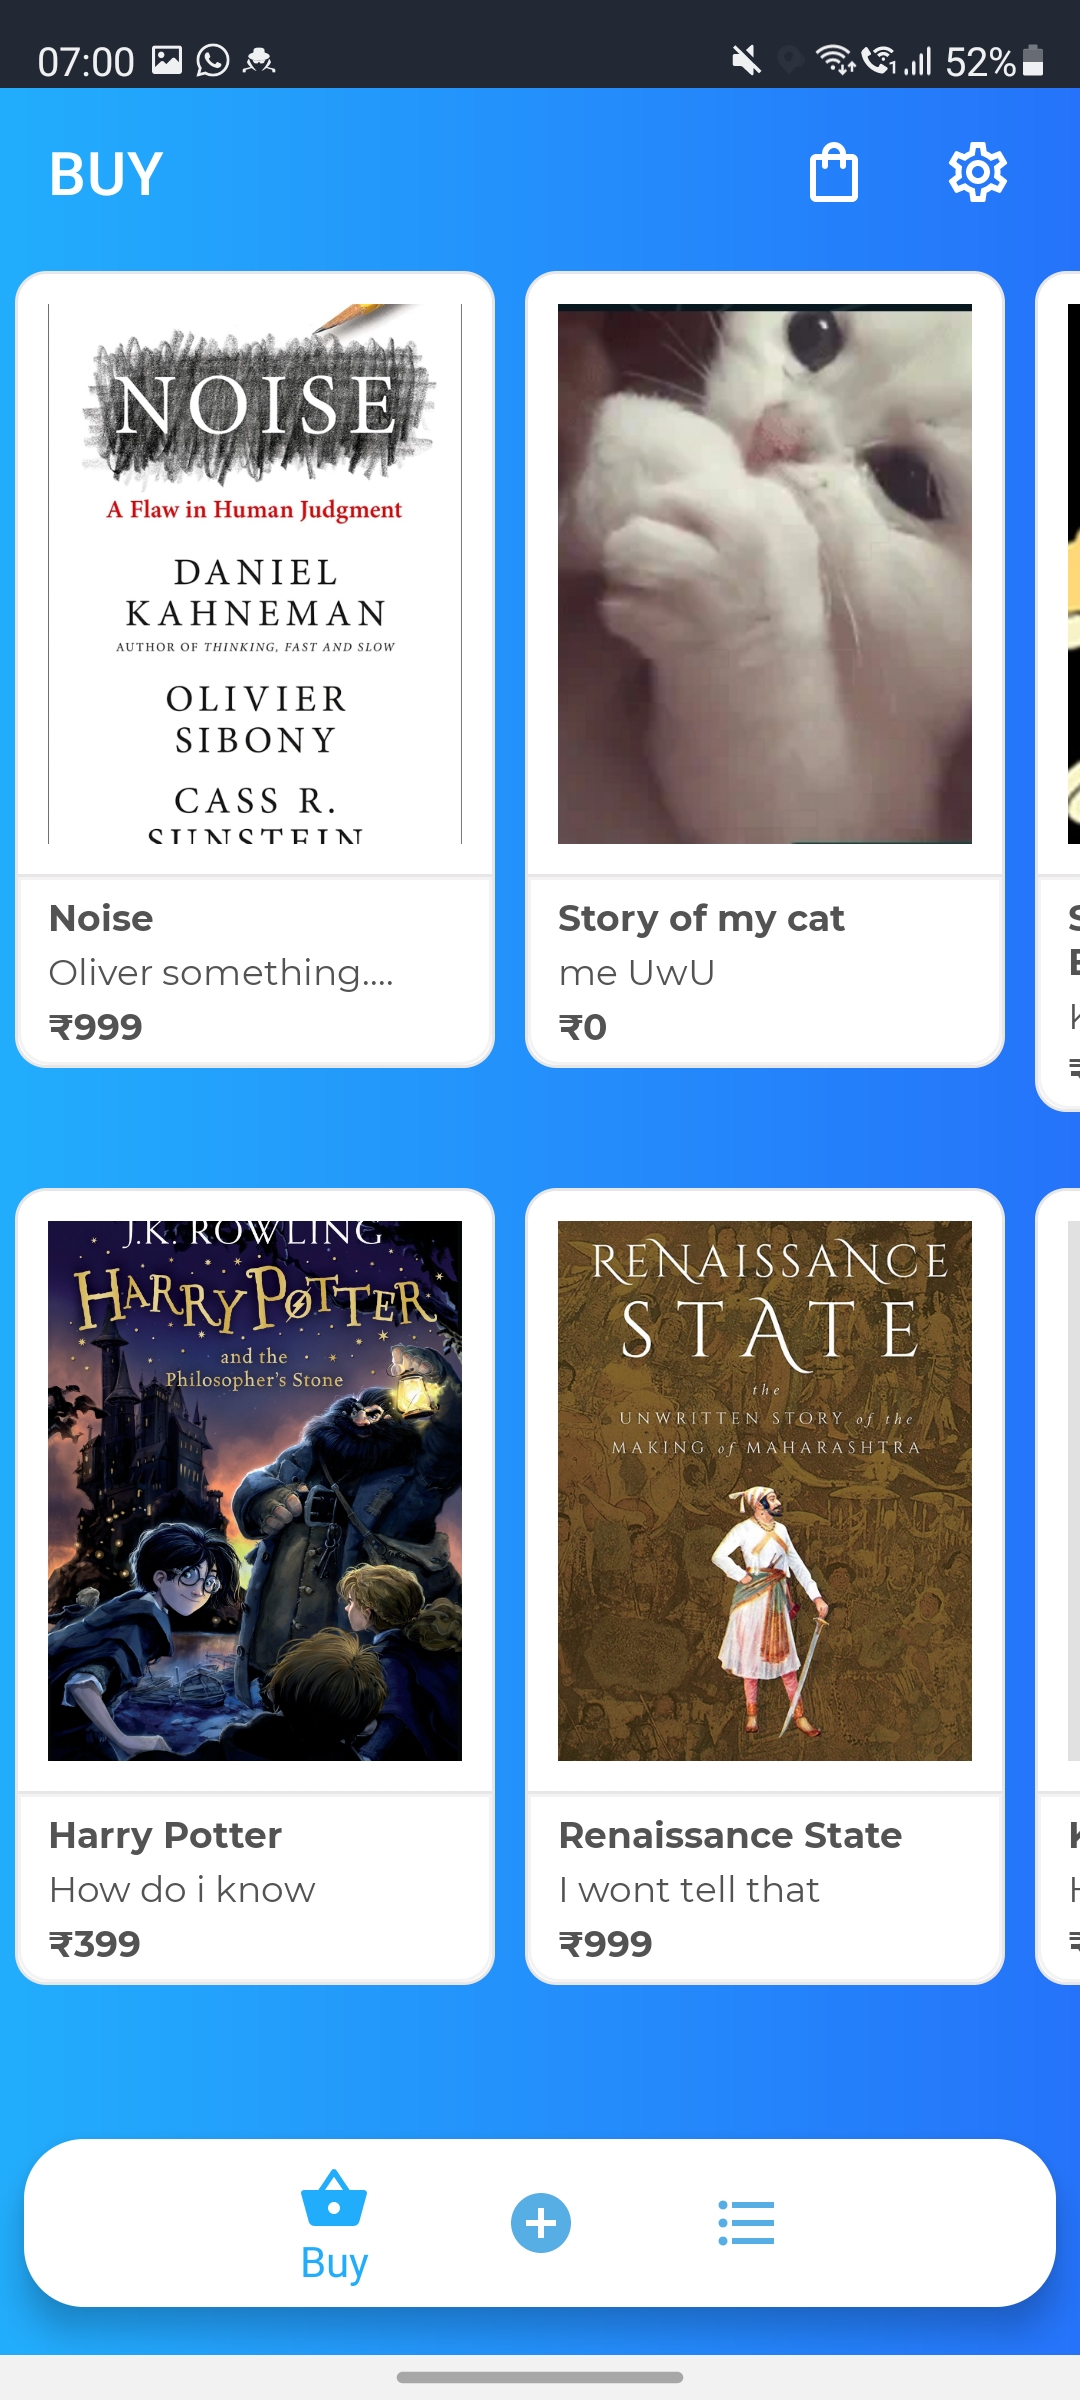 07:00
52%
BUY
NOISE
A Flaw in Human Judgment
DANIEL
KAHNEMAN
AUTHOR OF THINKING, FAST AND SLOW
OLIVIER
SIBONY
CASS R.
SUNSTEIN
Noise
Oliver something....
₹999
Story of my cat
me UwU
₹0
J.K. ROWLING
HARRY POTTER
and the
Philosopher's Stone
Harry Potter
How do i know
₹399
RENAISSANCE
STATE
the
UNWRITTEN STORY of the
MAKING of MAHARASHTRA
Renaissance State
I wont tell that
₹999
Buy